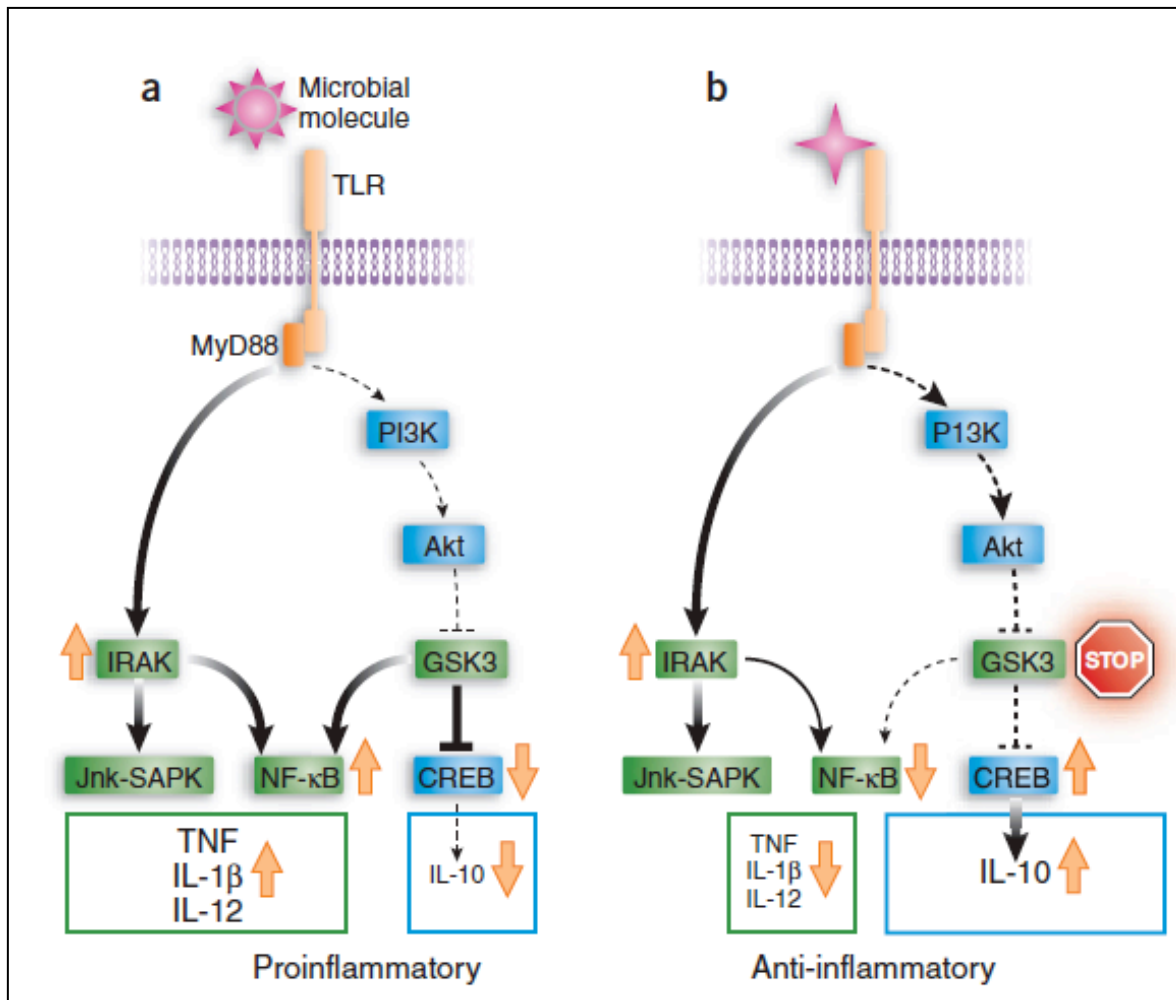 a
Microbial
molecule
TLR
MyD88
PI3K
Akt
IRAK
GSK3
Jnk-SAPK
NF-κB
CREB
TNF
IL-1β
IL-12
IL-10
Proinflammatory
b
P13K
Akt
IRAK
GSK3
STOP
Jnk-SAPK
NF-κB
CREB
TNF
IL-1β
IL-12
IL-10
Anti-inflammatory